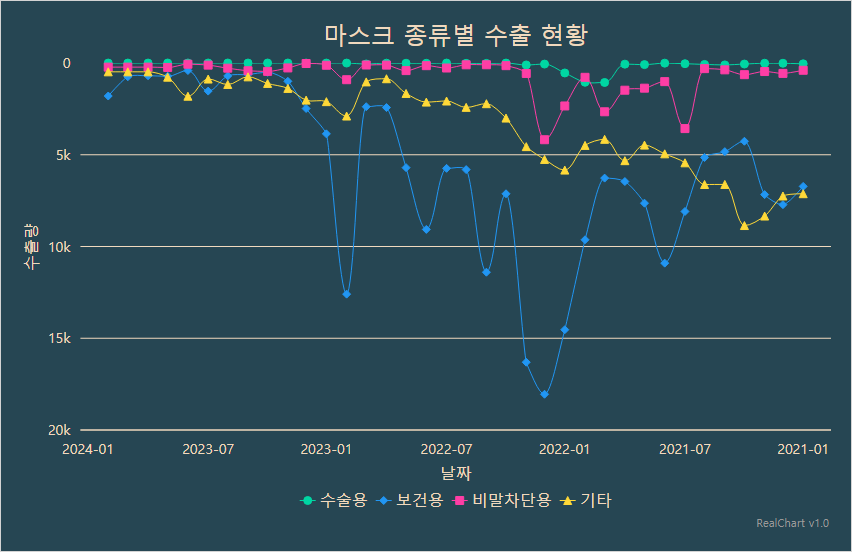 마스크 종류별 수출 현황
수출량
0
5k
10k
15k
20k
2024-01 2023-07 2023-01 2022-07 2022-01 2021-07 2021-01
날짜
수술용 보건용 비말차단용 기타
RealChart v1.0